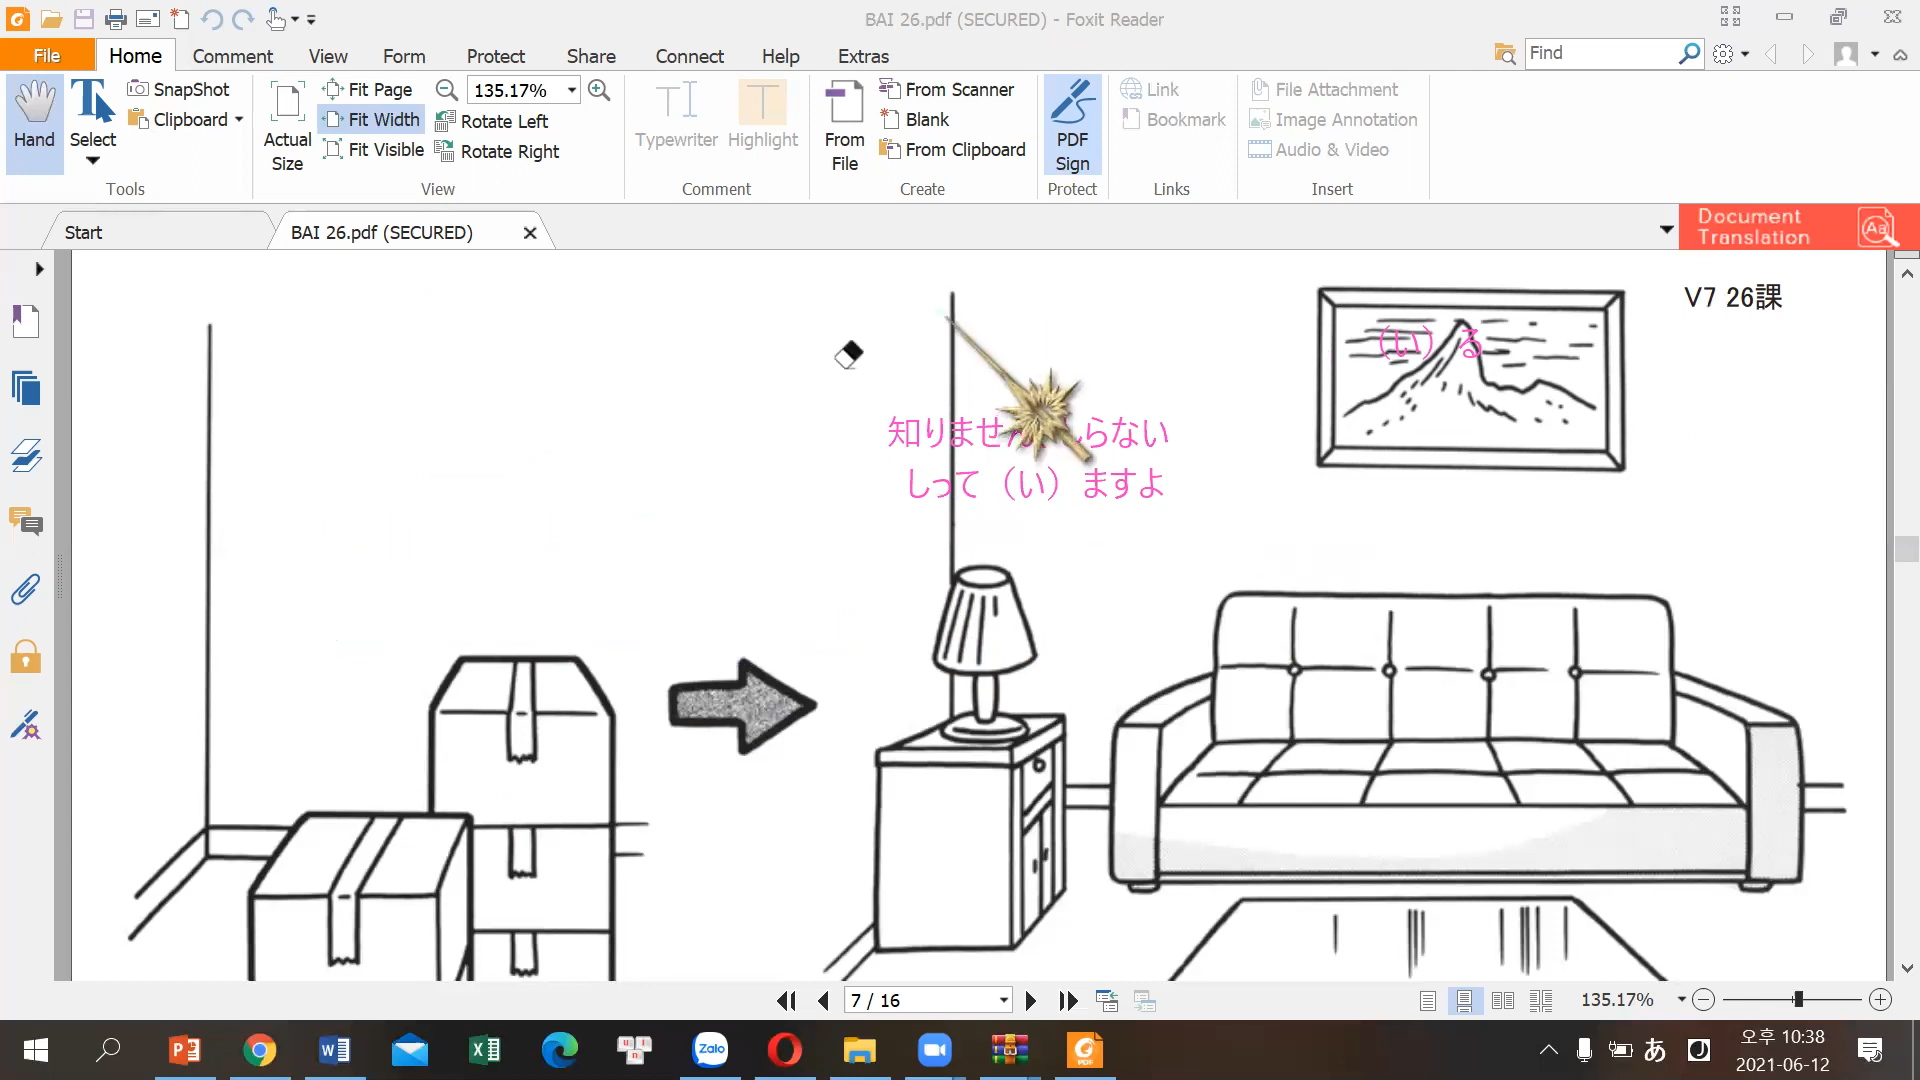 BAI 26.pdf (SECURED) - Foxit Reader
File
Home
Comment
View
Form
Protect
Share
Connect
Help
Extras
Find
Hand
Select
SnapShot
Clipboard
Tools
Actual
Size
Fit Page
Fit Width
Fit Visible
135.17%
Rotate Left
Rotate Right
View
Typewriter
Highlight
Comment
From
File
From Scanner
Blank
From Clipboard
Create
PDF
Sign
Protect
Link
Bookmark
Links
File Attachment
Image Annotation
Audio & Video
Insert
Start
BAI 26.pdf (SECURED)
Document
Translation
V7 26課
（い）る
知りませ らない
しって（い）ますよ
7 / 16
135.17%
Zalo
오후 10:38
2021-06-12
あ